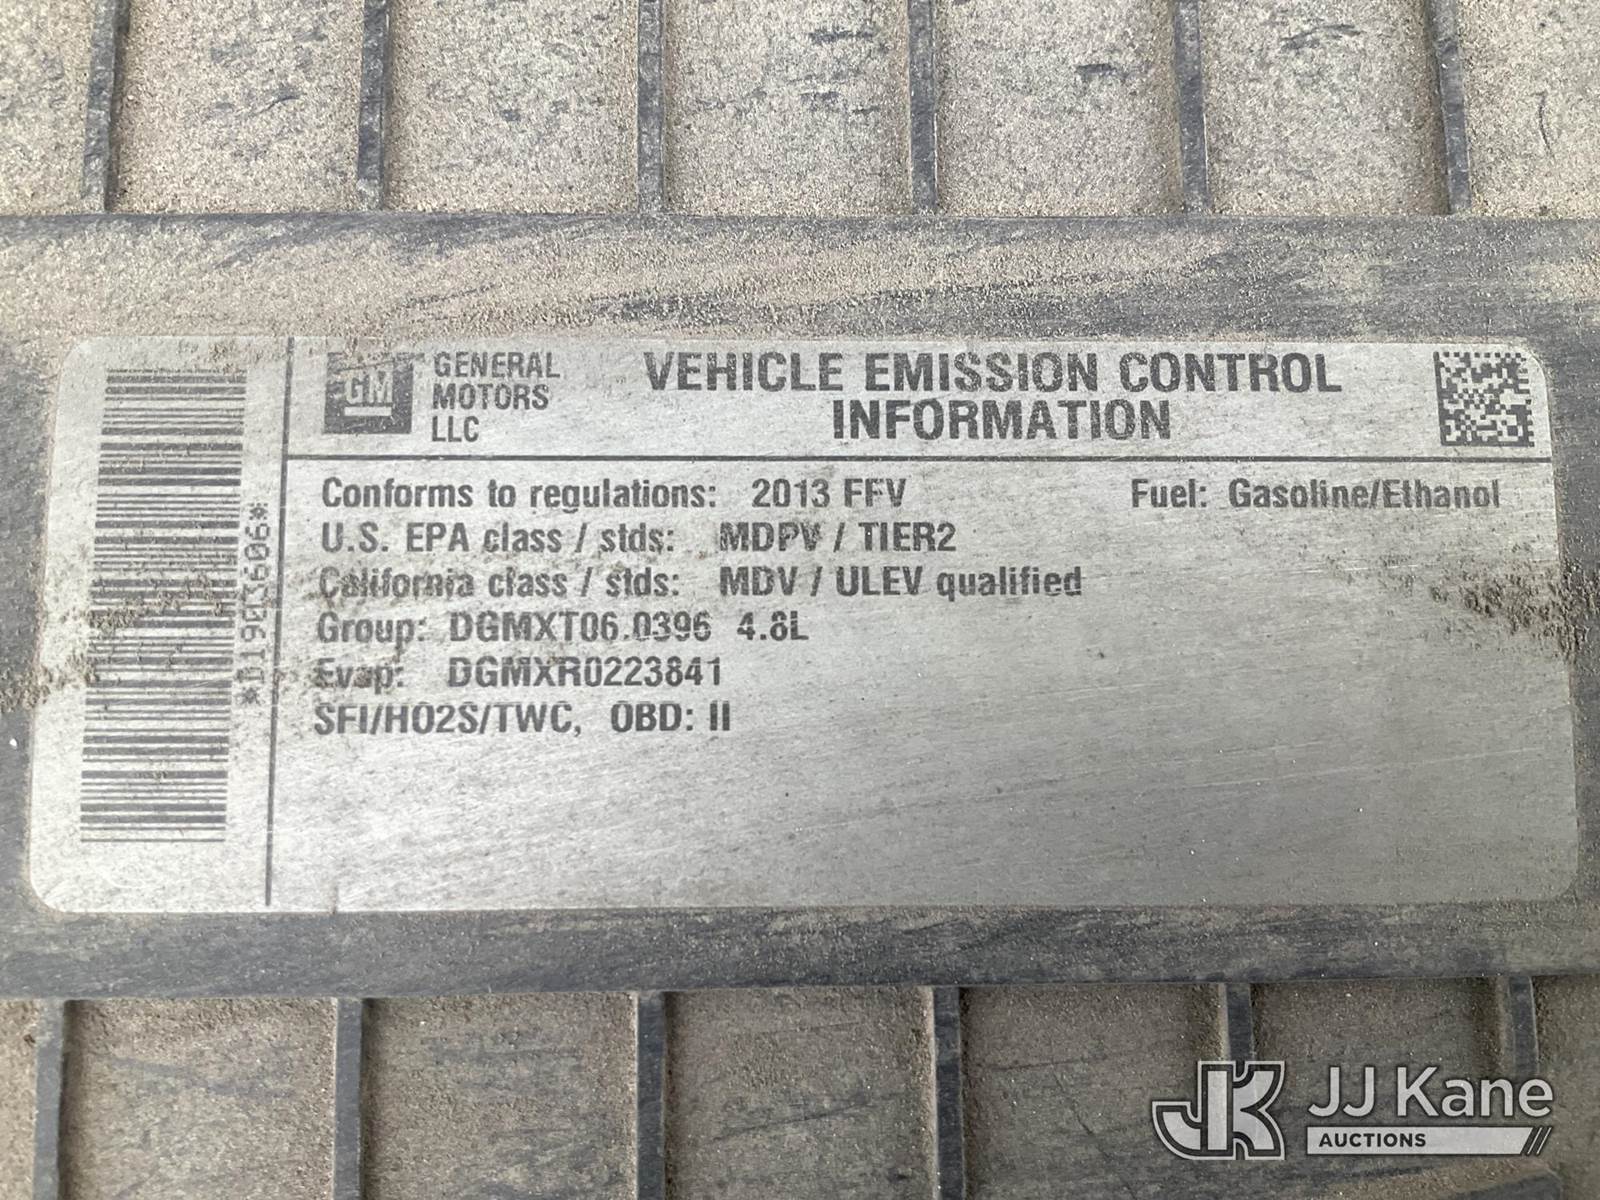 GM
GENERAL
MOTORS
LLC
VEHICLE EMISSION CONTROL
INFORMATION
*D1903606*
Conforms to regulations: 2013 FFV Fuel: Gasoline/Ethanol
U.S. EPA class / stds: MDPV / TIER2
California class / stds: MDV / ULEV qualified
Group: DGMXT06.0396 4.8L
Evap: DGMXR0223841
SFI/HO2S/TWC, OBD: II
JK JJ Kane
AUCTIONS